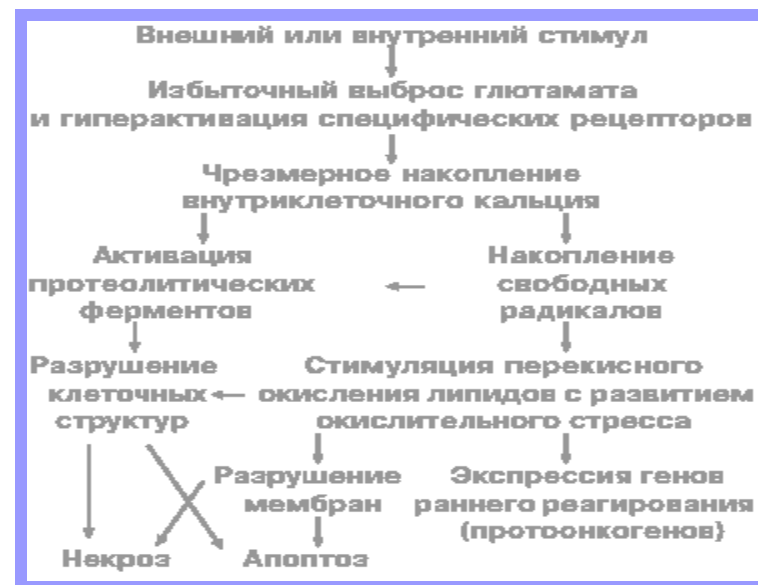 Внешний или внутренний стимул
Избыточный выброс глютамата
и гиперактивация специфических рецепторов
Чрезмерное накопление
внутриклеточного кальция
Активация
протеолитических
ферментов
Накопление
свободных
радикалов
Разрушение
клеточных
структур
Стимуляция перекисного
окисления липидов с развитием
окислительного стресса
Разрушение
мембран
Экспрессия генов
раннего реагирования
(протоонкогенов}
Некроз
Апоптоз